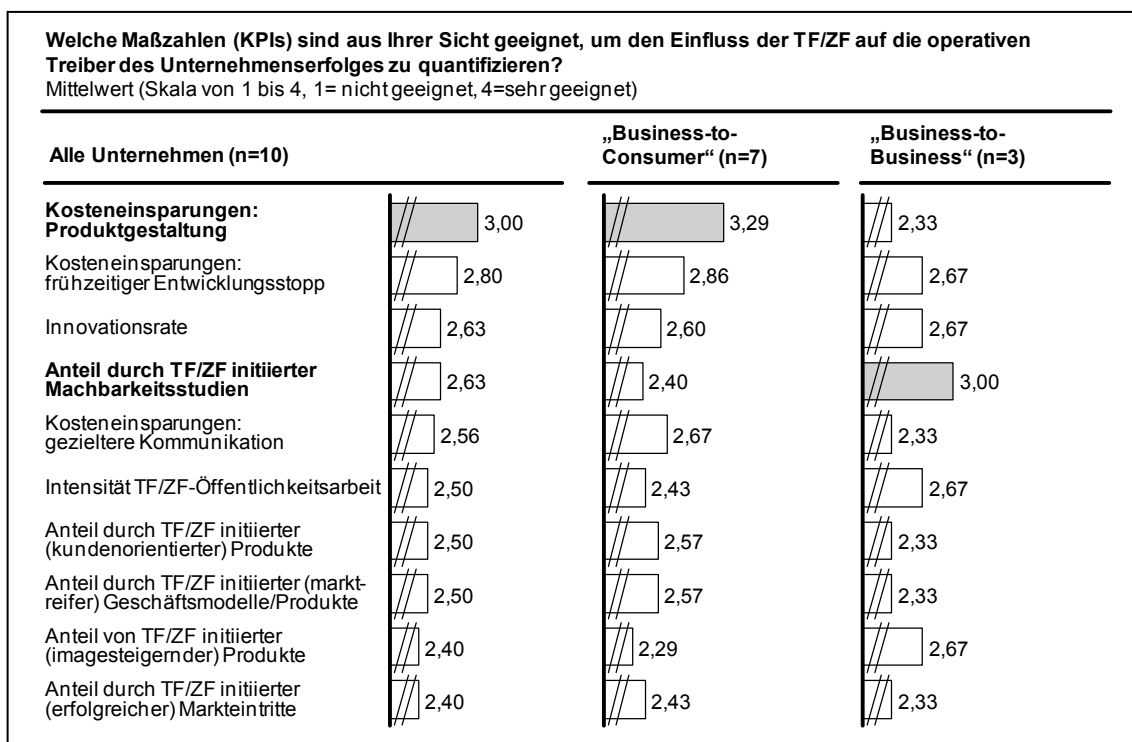 Welche Maßzahlen (KPIs) sind aus Ihrer Sicht geeignet, um den Einfluss der TF/ZF auf die operativen
Treiber des Unternehmenserfolges zu quantifizieren?
Mittelwert (Skala von 1 bis 4, 1= nicht geeignet, 4=sehr geeignet)
Alle Unternehmen (n=10)
„Business-to-
Consumer“ (n=7)
„Business-to-
Business“ (n=3)
Kosteneinsparungen:
Produktgestaltung
3,00
3,29
2,33
Kosteneinsparungen:
frühzeitiger Entwicklungsstopp
2,80
2,86
2,67
Innovationsrate
2,63
2,60
2,67
Anteil durch TF/ZF initiierter
Machbarkeitsstudien
2,63
2,40
3,00
Kosteneinsparungen:
gezieltere Kommunikation
2,56
2,67
2,33
Intensität TF/ZF-Öffentlichkeitsarbeit
2,50
2,43
2,67
Anteil durch TF/ZF initiierter
(kundenorientierter) Produkte
2,50
2,57
2,33
Anteil durch TF/ZF initiierter (markt-
reifer) Geschäftsmodelle/Produkte
2,50
2,57
2,33
Anteil von TF/ZF initiierter
(imagesteigernder) Produkte
2,40
2,29
2,67
Anteil durch TF/ZF initiierter
(erfolgreicher) Markteintritte
2,40
2,43
2,33